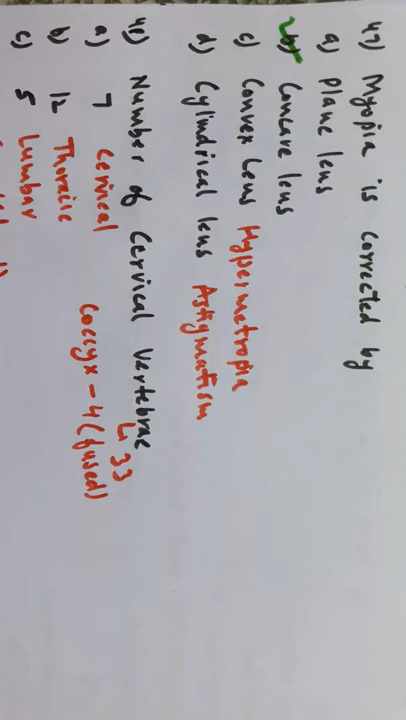 47) Myopia is corrected by
a) plane lens
b) Concave lens
c) Convex lens Hypermetropia
d) Cylindrical lens Astigmatism
48) Number of Cervical Vertebrae
↳ 33
a) 7 Cervical
Coccyx - 4 (fused)
b) 12 Thoracic
c) 5 Lumbar